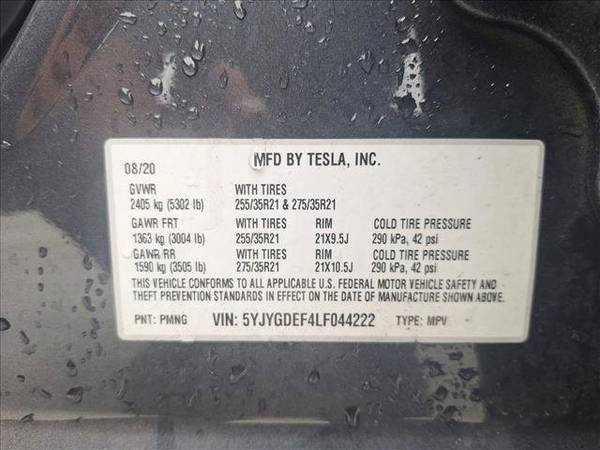 08/20 MFD BY TESLA, INC.
GVWR WITH TIRES
2405 kg (5302 lb) 255/35R21 & 275/35R21
GAWR FRT WITH TIRES RIM COLD TIRE PRESSURE
1363 kg (3004 lb) 255/35R21 21X9.5J 290 kPa, 42 psi
GAWR RR WITH TIRES RIM COLD TIRE PRESSURE
1590 kg (3505 lb) 275/35R21 21X10.5J 290 kPa, 42 psi
THIS VEHICLE CONFORMS TO ALL APPLICABLE U.S. FEDERAL MOTOR VEHICLE SAFETY AND
THEFT PREVENTION STANDARDS IN EFFECT ON THE DATE OF MANUFACTURE SHOWN ABOVE.
PNT: PMNG VIN: 5YJYGDEF4LF044222 TYPE: MPV